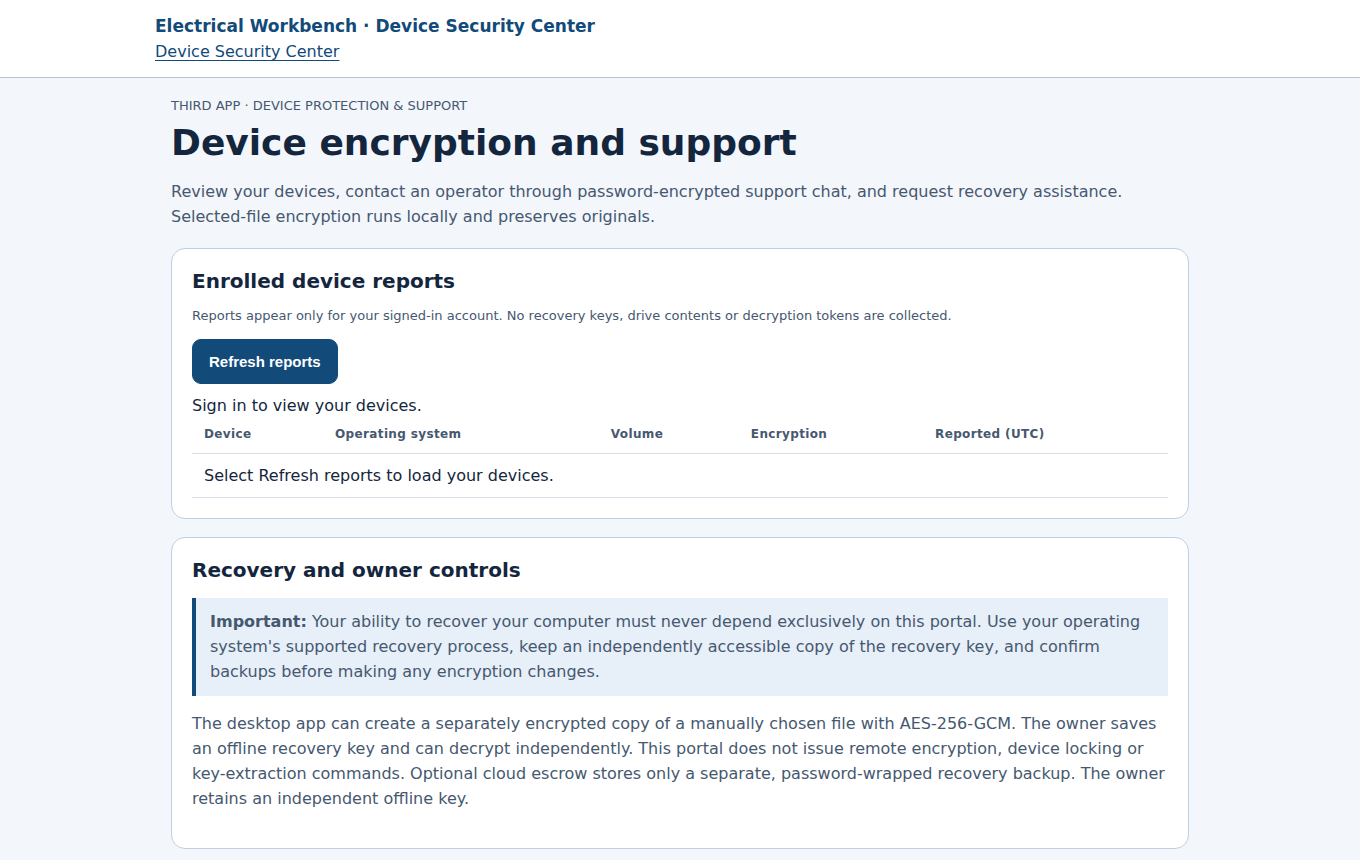 Electrical Workbench · Device Security Center
Device Security Center
THIRD APP · DEVICE PROTECTION & SUPPORT
Device encryption and support
Review your devices, contact an operator through password-encrypted support chat, and request recovery assistance.
Selected-file encryption runs locally and preserves originals.
Enrolled device reports
Reports appear only for your signed-in account. No recovery keys, drive contents or decryption tokens are collected.
Refresh reports
Sign in to view your devices.
Device Operating system Volume Encryption Reported (UTC)
Select Refresh reports to load your devices.
Recovery and owner controls
Important: Your ability to recover your computer must never depend exclusively on this portal. Use your operating
system's supported recovery process, keep an independently accessible copy of the recovery key, and confirm
backups before making any encryption changes.
The desktop app can create a separately encrypted copy of a manually chosen file with AES-256-GCM. The owner saves
an offline recovery key and can decrypt independently. This portal does not issue remote encryption, device locking or
key-extraction commands. Optional cloud escrow stores only a separate, password-wrapped recovery backup. The owner
retains an independent offline key.